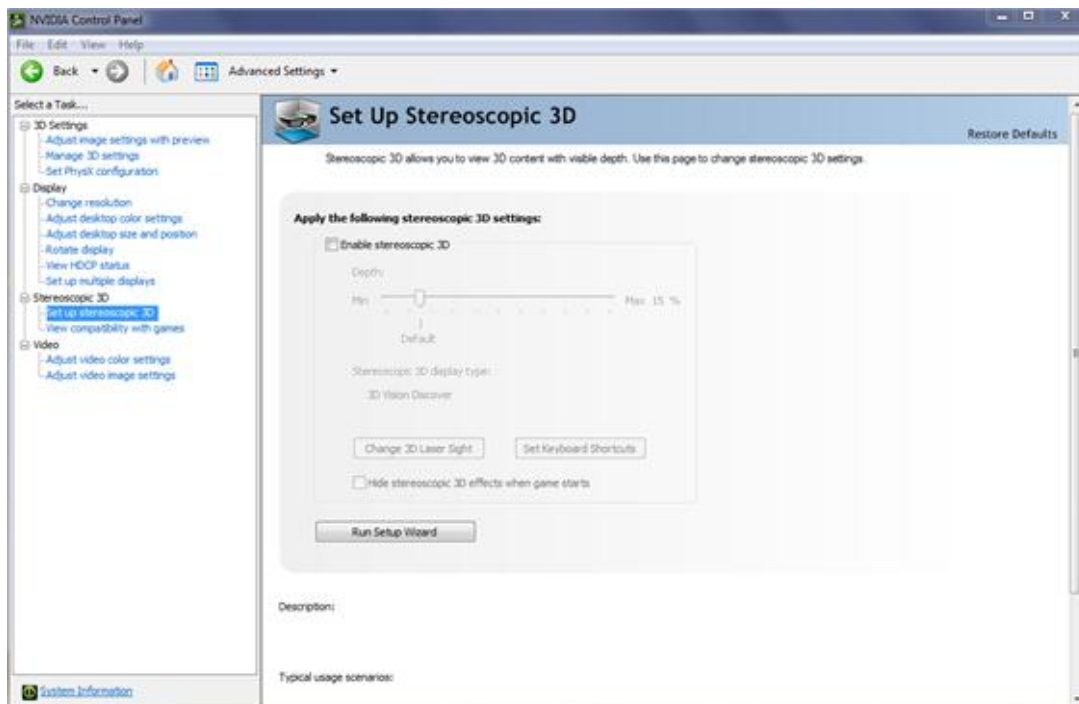 NVIDIA Control Panel
File Edit View Help
Back
Advanced Settings
Select a Task...
3D Settings
Adjust image settings with preview
Manage 3D settings
Set PhysX configuration
Display
Change resolution
Adjust desktop color settings
Adjust desktop size and position
Rotate display
View HDCP status
Set up multiple displays
Stereoscopic 3D
Set up stereoscopic 3D
View compatibility with games
Video
Adjust video color settings
Adjust video image settings
System Information
Set Up Stereoscopic 3D
Restore Defaults
Stereoscopic 3D allows you to view 3D content with visible depth. Use this page to change stereoscopic 3D settings.
Apply the following stereoscopic 3D settings:
Enable stereoscopic 3D
Depth:
Min Max 15 %
Default
Stereoscopic 3D display type:
3D Vision Discover
Change 3D Laser Sight Set Keyboard Shortcuts
Hide stereoscopic 3D effects when game starts
Run Setup Wizard
Description:
Typical usage scenarios: